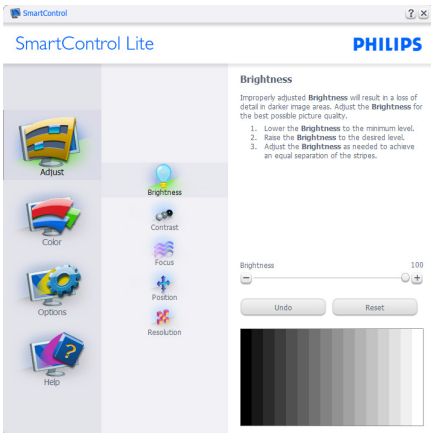 SmartControl
? ×
SmartControl Lite
PHILIPS
Adjust
Color
Options
Help
Brightness
Contrast
Focus
Position
Resolution
Brightness
Improperly adjusted Brightness will result in a loss of
detail in darker image areas. Adjust the Brightness for
the best possible picture quality.
1. Lower the Brightness to the minimum level.
2. Raise the Brightness to the desired level.
3. Adjust the Brightness as needed to achieve
an equal separation of the stripes.
Brightness 100
Undo Reset